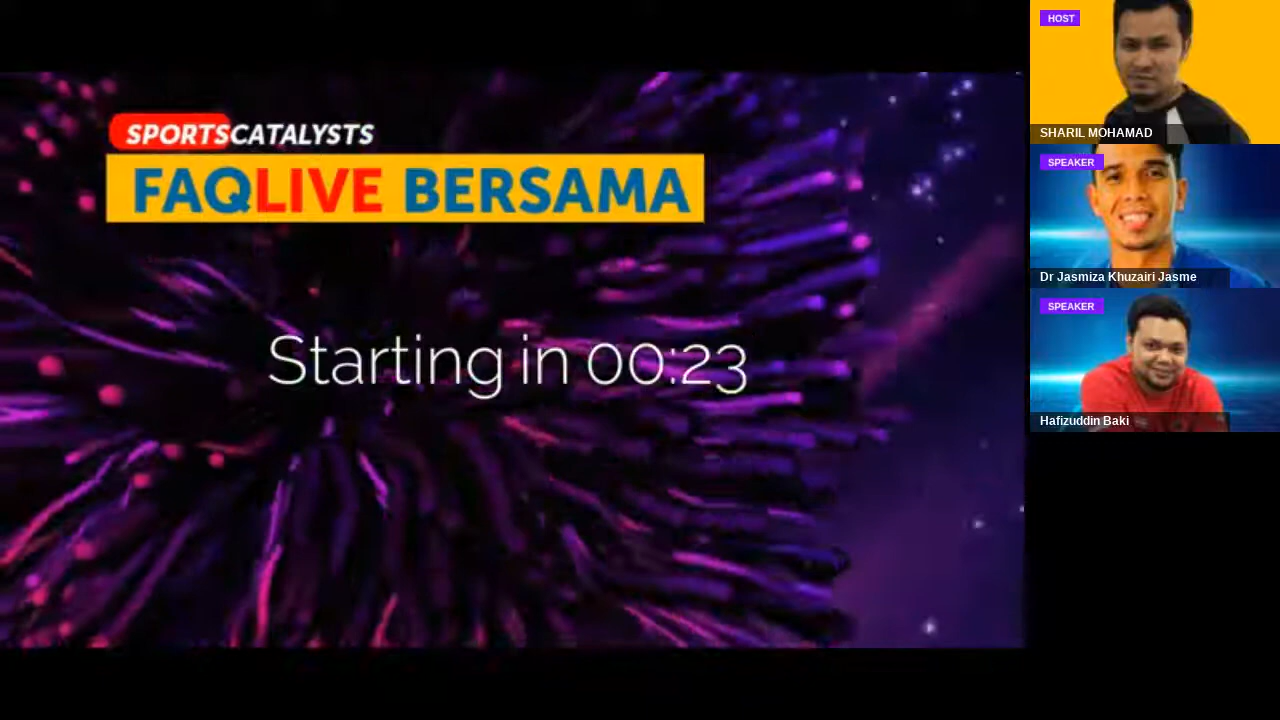 SPORTSCATALYSTS
FAQLIVE BERSAMA
Starting in 00:23
HOST
SHARIL MOHAMAD
SPEAKER
Dr Jasmiza Khuzairi Jasme
SPEAKER
Hafizuddin Baki